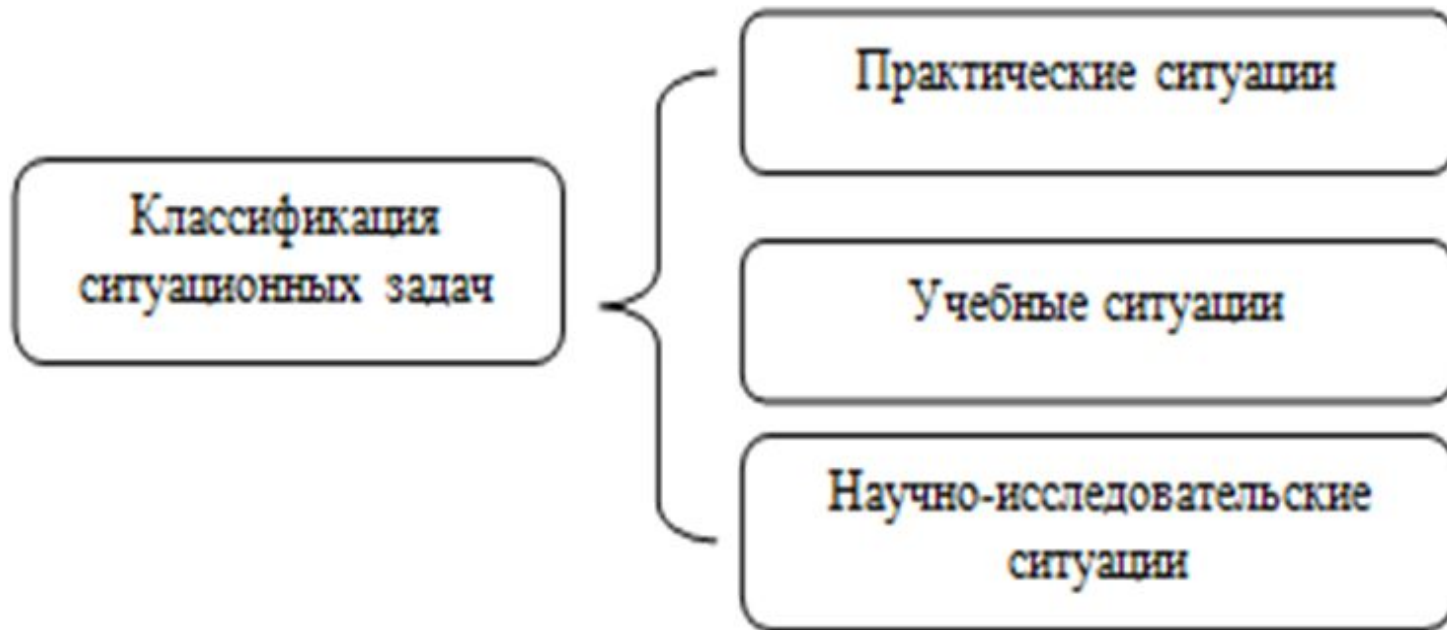 Классификация
ситуационных задач
Практические ситуации
Учебные ситуации
Научно-исследовательские
ситуации